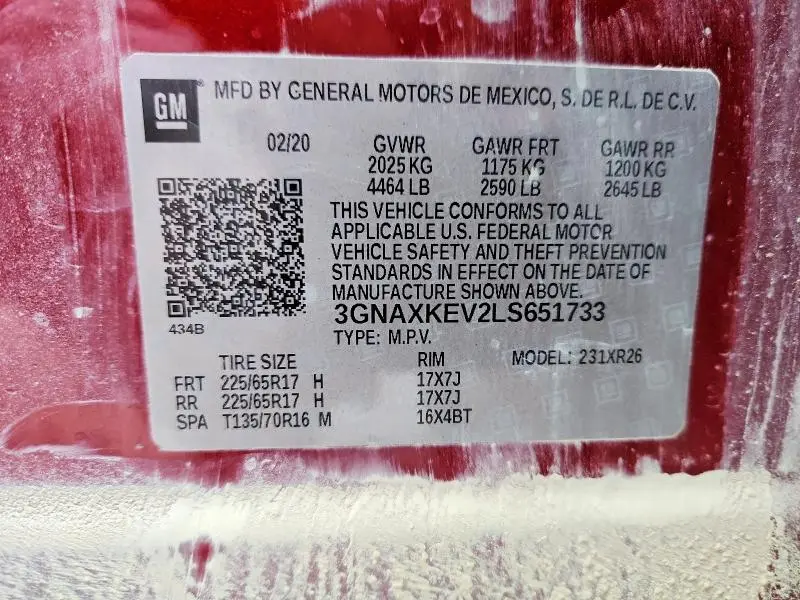 GM MFD BY GENERAL MOTORS DE MEXICO, S. DE R.L. DE C.V.
02/20 GVWR GAWR FRT GAWR RR
2025 KG 1175 KG 1200 KG
4464 LB 2590 LB 2645 LB
THIS VEHICLE CONFORMS TO ALL
APPLICABLE U.S. FEDERAL MOTOR
VEHICLE SAFETY AND THEFT PREVENTION
STANDARDS IN EFFECT ON THE DATE OF
MANUFACTURE SHOWN ABOVE.
3GNAXKEV2LS651733
434B
TYPE: M.P.V.
TIRE SIZE RIM MODEL: 231XR26
FRT 225/65R17 H 17X7J
RR 225/65R17 H 17X7J
SPA T135/70R16 M 16X4BT